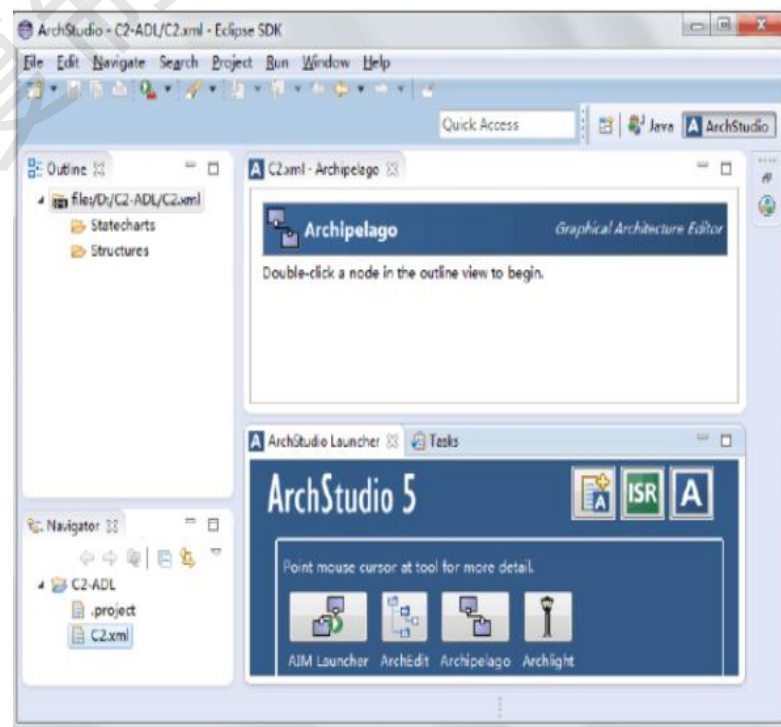 ArchStudio - C2-ADL/C2.xml - Eclipse SDK
File Edit Navigate Search Project Run Window Help
Quick Access
Java
ArchStudio
Outline
file:/D:/C2-ADL/C2.xml
Statecharts
Structures
C2.xml - Archipelago
Archipelago
Graphical Architecture Editor
Double-click a node in the outline view to begin.
Navigator
C2-ADL
.project
C2.xml
ArchStudio Launcher
Tasks
ArchStudio 5
ISR
A
Point mouse cursor at tool for more detail.
AIM Launcher ArchEdit Archipelago Archlight